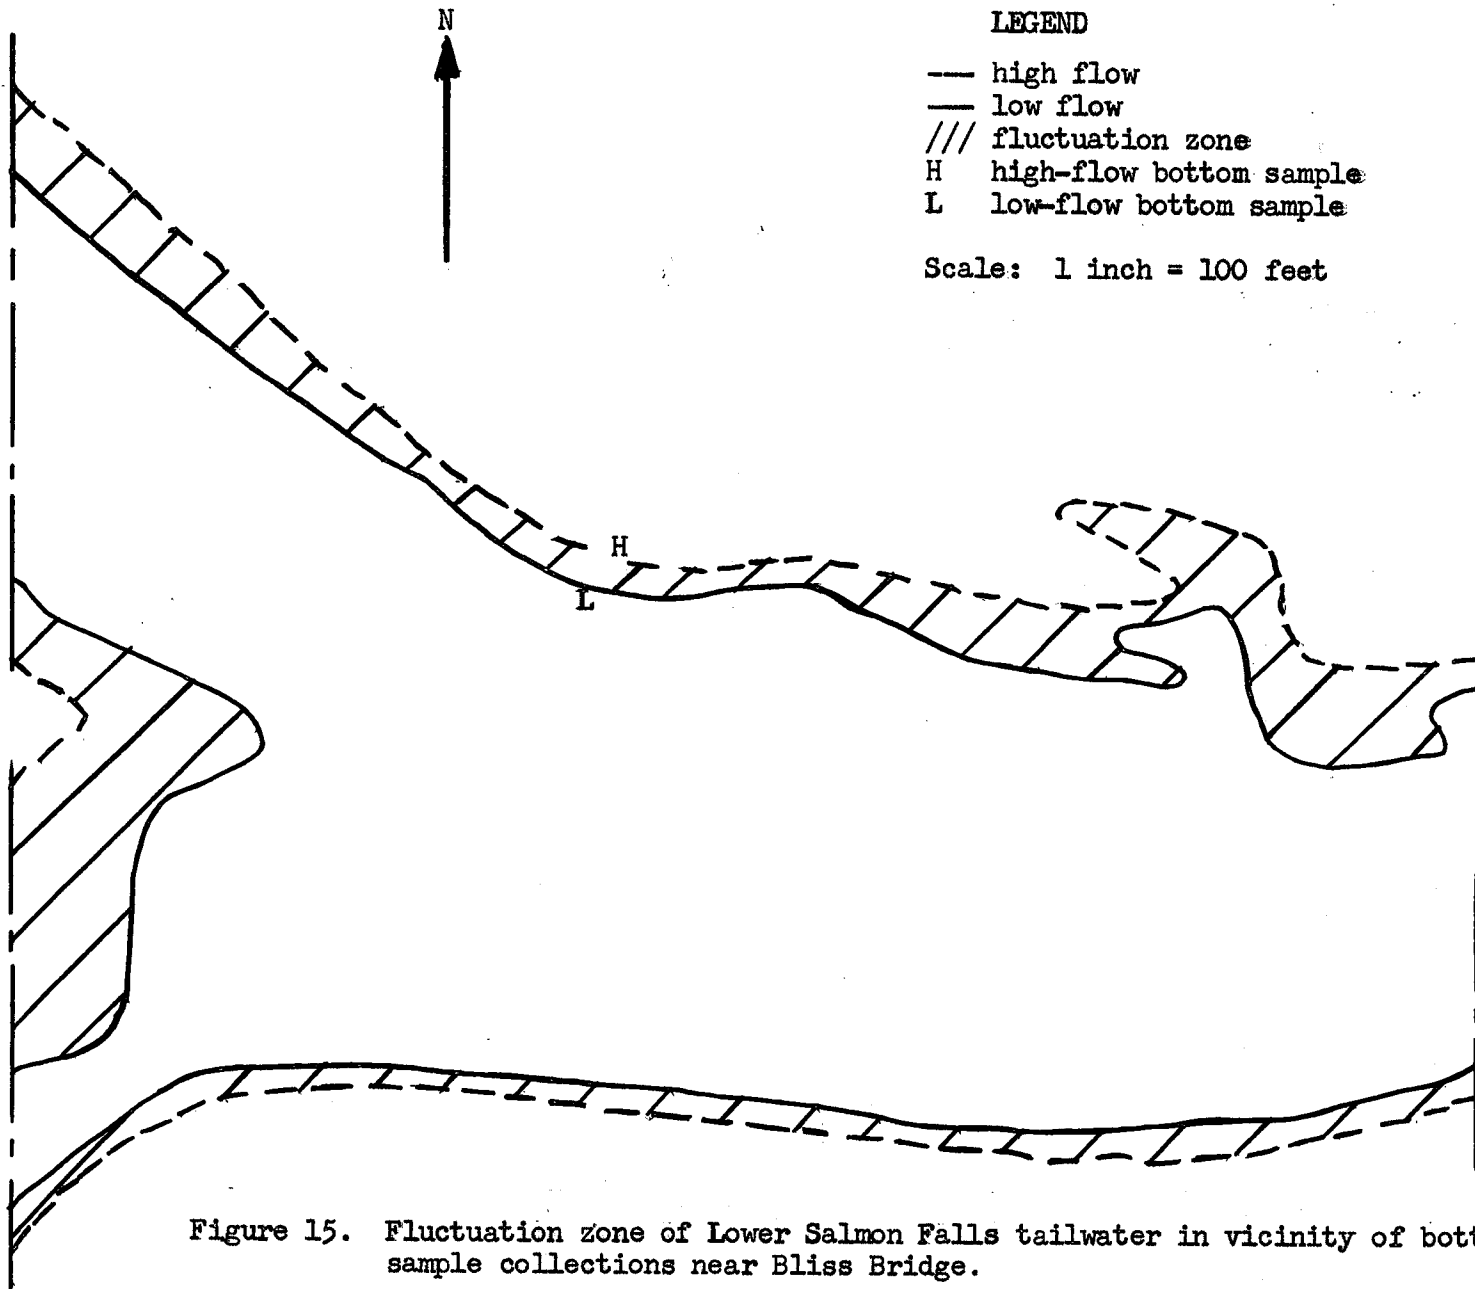 N
LEGEND
--- high flow
— low flow
/// fluctuation zone
H high-flow bottom sample
L low-flow bottom sample
Scale: 1 inch = 100 feet
H
L
Figure 15. Fluctuation zone of Lower Salmon Falls tailwater in vicinity of bott
sample collections near Bliss Bridge.